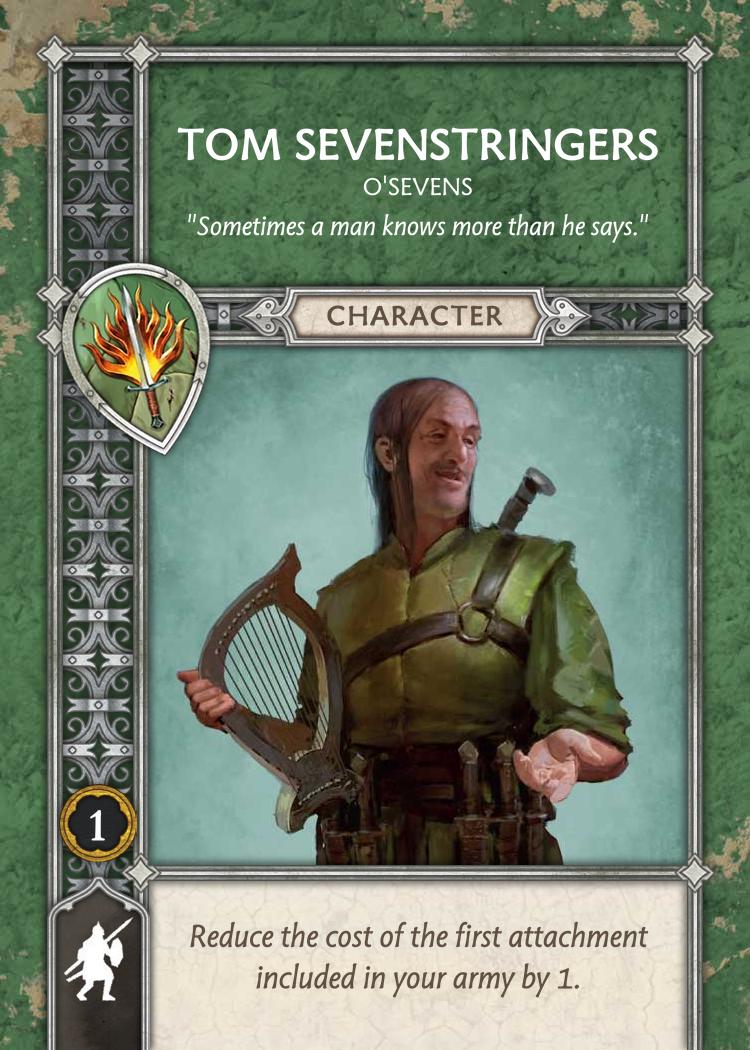 TOM SEVENSTRINGERS
O'SEVENS
"Sometimes a man knows more than he says."
CHARACTER
1
Reduce the cost of the first attachment
included in your army by 1.